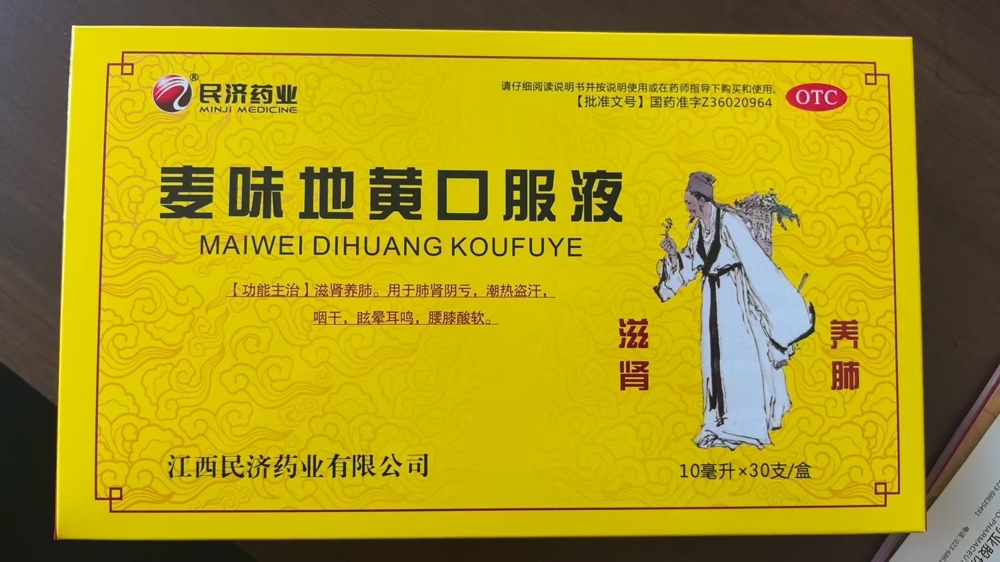 ®
民济药业
MINJI MEDICINE
请仔细阅读说明书并按说明使用或在药师指导下购买和使用。
【批准文号】国药准字Z36020964
OTC
麦味地黄口服液
MAIWEI DIHUANG KOUFUYE
【功能主治】滋肾养肺。用于肺肾阴亏，潮热盗汗，
咽干，眩晕耳鸣，腰膝酸软。
滋肾
养肺
江西民济药业有限公司
10毫升×30支/盒